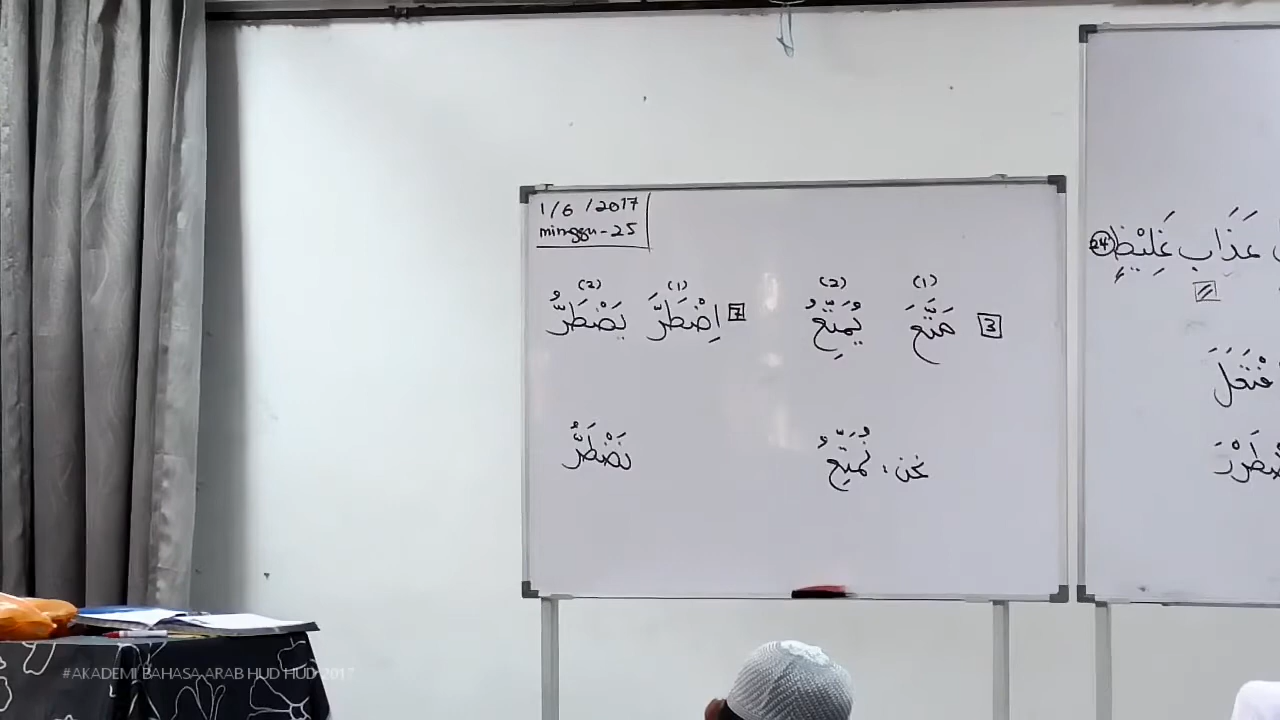 1/6/2017
minggu-25
(1) (2)
3 مَتَّعَ يُمَتِّعُ
نحن، نُمَتِّعُ
(1) (2)
7 اِضْطَرَّ يَضْطَرُّ
نَضْطَرُّ
عَذَابٍ غَلِيْظٍ 24
#AKADEMI BAHASA ARAB HUD HUD 2017